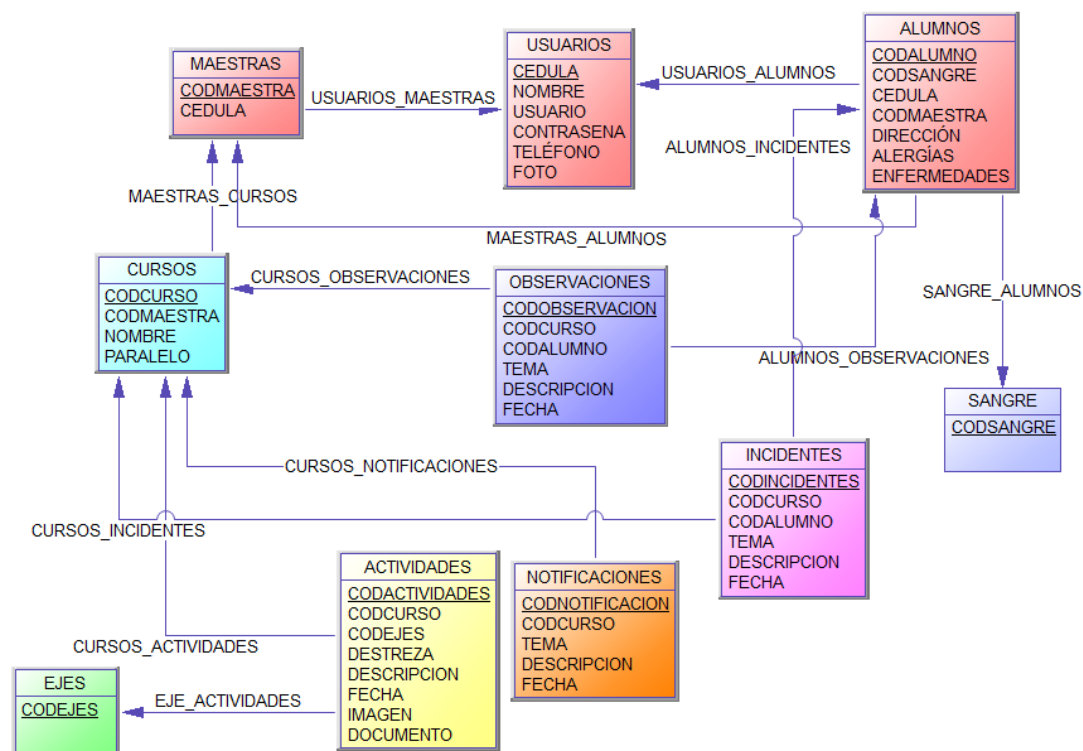 MAESTRAS
CODMAESTRA
CEDULA
USUARIOS_MAESTRAS
USUARIOS
CEDULA
NOMBRE
USUARIO
CONTRASENA
TELÉFONO
FOTO
USUARIOS_ALUMNOS
ALUMNOS
CODALUMNO
CODSANGRE
CEDULA
CODMAESTRA
DIRECCIÓN
ALERGÍAS
ENFERMEDADES
ALUMNOS_INCIDENTES
MAESTRAS_CURSOS
MAESTRAS_ALUMNOS
CURSOS
CODCURSO
CODMAESTRA
NOMBRE
PARALELO
CURSOS_OBSERVACIONES
OBSERVACIONES
CODOBSERVACION
CODCURSO
CODALUMNO
TEMA
DESCRIPCION
FECHA
SANGRE_ALUMNOS
ALUMNOS_OBSERVACIONES
SANGRE
CODSANGRE
CURSOS_NOTIFICACIONES
INCIDENTES
CODINCIDENTES
CODCURSO
CODALUMNO
TEMA
DESCRIPCION
FECHA
CURSOS_INCIDENTES
ACTIVIDADES
CODACTIVIDADES
CODCURSO
CODEJES
DESTREZA
DESCRIPCION
FECHA
IMAGEN
DOCUMENTO
NOTIFICACIONES
CODNOTIFICACION
CODCURSO
TEMA
DESCRIPCION
FECHA
CURSOS_ACTIVIDADES
EJES
CODEJES
EJE_ACTIVIDADES